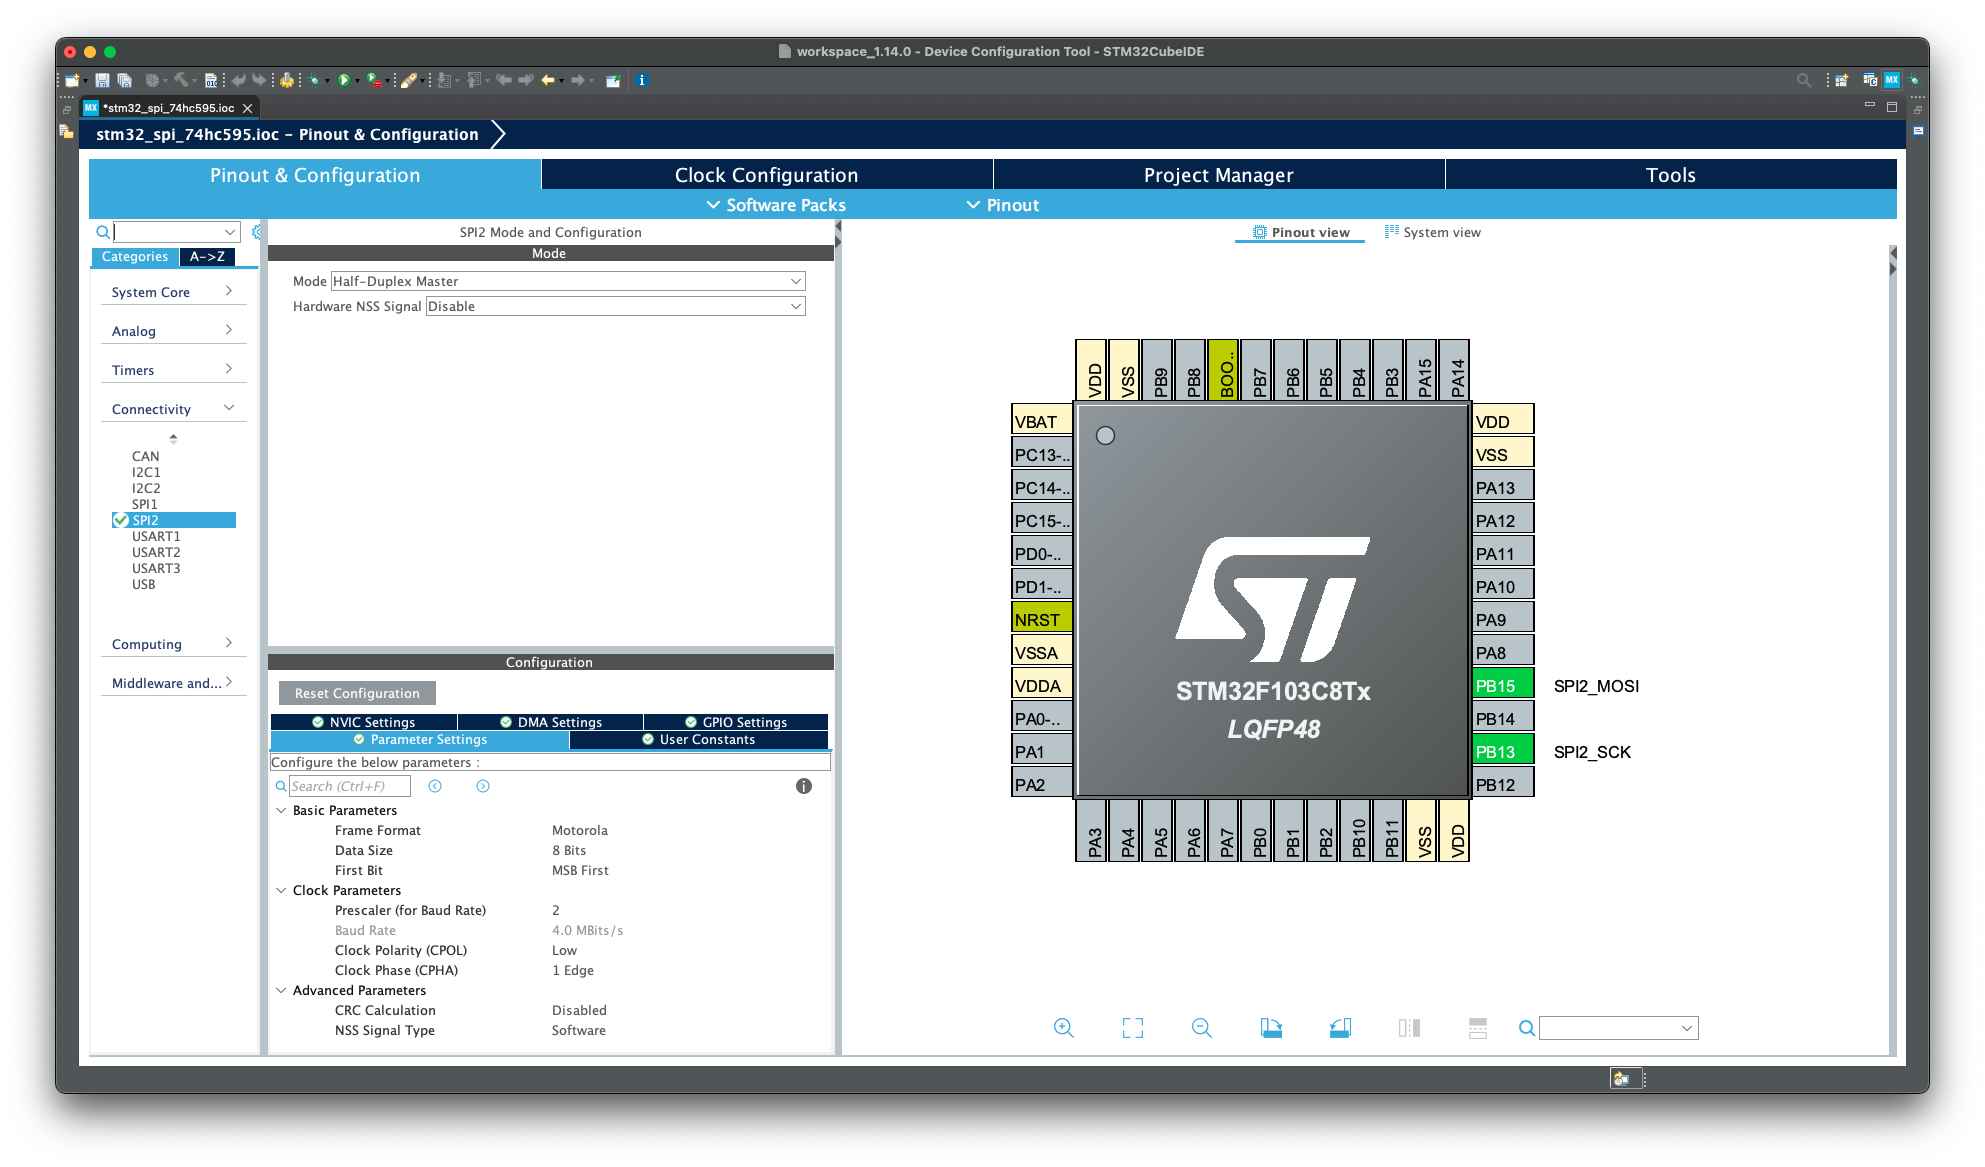 workspace_1.14.0 - Device Configuration Tool - STM32CubeIDE
MX *stm32_spi_74hc595.ioc
MX
stm32_spi_74hc595.ioc - Pinout & Configuration
Pinout & Configuration
Clock Configuration
Project Manager
Tools
Software Packs
Pinout
Categories
A->Z
System Core
Analog
Timers
Connectivity
CAN
I2C1
I2C2
SPI1
SPI2
USART1
USART2
USART3
USB
Computing
Middleware and...
SPI2 Mode and Configuration
Mode
Mode Half-Duplex Master
Hardware NSS Signal Disable
Configuration
Reset Configuration
NVIC Settings
DMA Settings
GPIO Settings
Parameter Settings
User Constants
Configure the below parameters :
Search (Ctrl+F)
Basic Parameters
Frame Format Motorola
Data Size 8 Bits
First Bit MSB First
Clock Parameters
Prescaler (for Baud Rate) 2
Baud Rate 4.0 MBits/s
Clock Polarity (CPOL) Low
Clock Phase (CPHA) 1 Edge
Advanced Parameters
CRC Calculation Disabled
NSS Signal Type Software
Pinout view
System view
VDD
VSS
PB9
PB8
BOO..
PB7
PB6
PB5
PB4
PB3
PA15
PA14
VBAT
PC13-..
PC14-..
PC15-..
PD0-..
PD1-..
NRST
VSSA
VDDA
PA0-..
PA1
PA2
ST
STM32F103C8Tx
LQFP48
VDD
VSS
PA13
PA12
PA11
PA10
PA9
PA8
PB15 SPI2_MOSI
PB14
PB13 SPI2_SCK
PB12
PA3
PA4
PA5
PA6
PA7
PB0
PB1
PB2
PB10
PB11
VSS
VDD